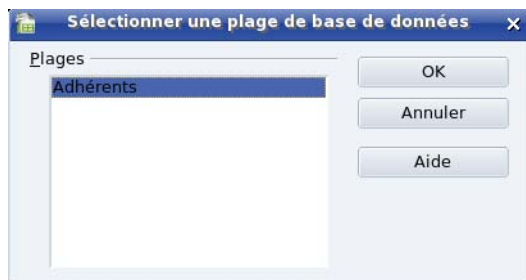 Sélectionner une plage de base de données
Plages
Adhérents
OK
Annuler
Aide